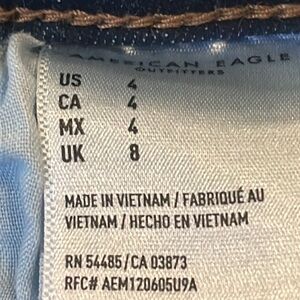 AMERICAN EAGLE
OUTFITTERS
US 4
CA 4
MX 4
UK 8
MADE IN VIETNAM / FABRIQUÉ AU
VIETNAM / HECHO EN VIETNAM
RN 54485/CA 03873
RFC# AEM120605U9A